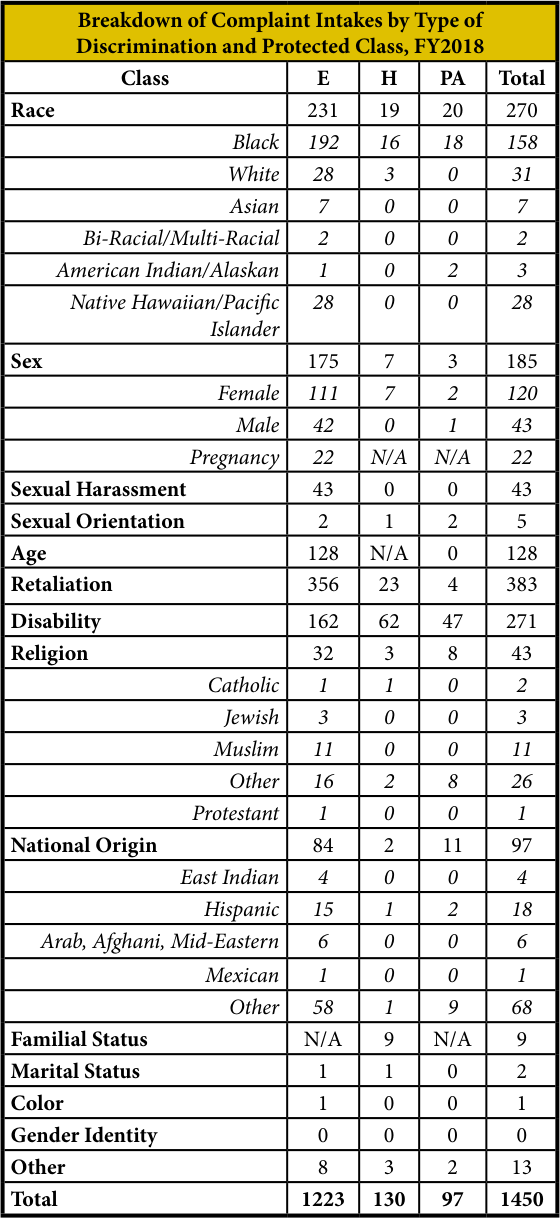 Breakdown of Complaint Intakes by Type of
Discrimination and Protected Class, FY2018
Class E H PA Total
Race 231 19 20 270
Black 192 16 18 158
White 28 3 0 31
Asian 7 0 0 7
Bi-Racial/Multi-Racial 2 0 0 2
American Indian/Alaskan 1 0 2 3
Native Hawaiian/Pacific 28 0 0 28
Islander
Sex 175 7 3 185
Female 111 7 2 120
Male 42 0 1 43
Pregnancy 22 N/A N/A 22
Sexual Harassment 43 0 0 43
Sexual Orientation 2 1 2 5
Age 128 N/A 0 128
Retaliation 356 23 4 383
Disability 162 62 47 271
Religion 32 3 8 43
Catholic 1 1 0 2
Jewish 3 0 0 3
Muslim 11 0 0 11
Other 16 2 8 26
Protestant 1 0 0 1
National Origin 84 2 11 97
East Indian 4 0 0 4
Hispanic 15 1 2 18
Arab, Afghani, Mid-Eastern 6 0 0 6
Mexican 1 0 0 1
Other 58 1 9 68
Familial Status N/A 9 N/A 9
Marital Status 1 1 0 2
Color 1 0 0 1
Gender Identity 0 0 0 0
Other 8 3 2 13
Total 1223 130 97 1450